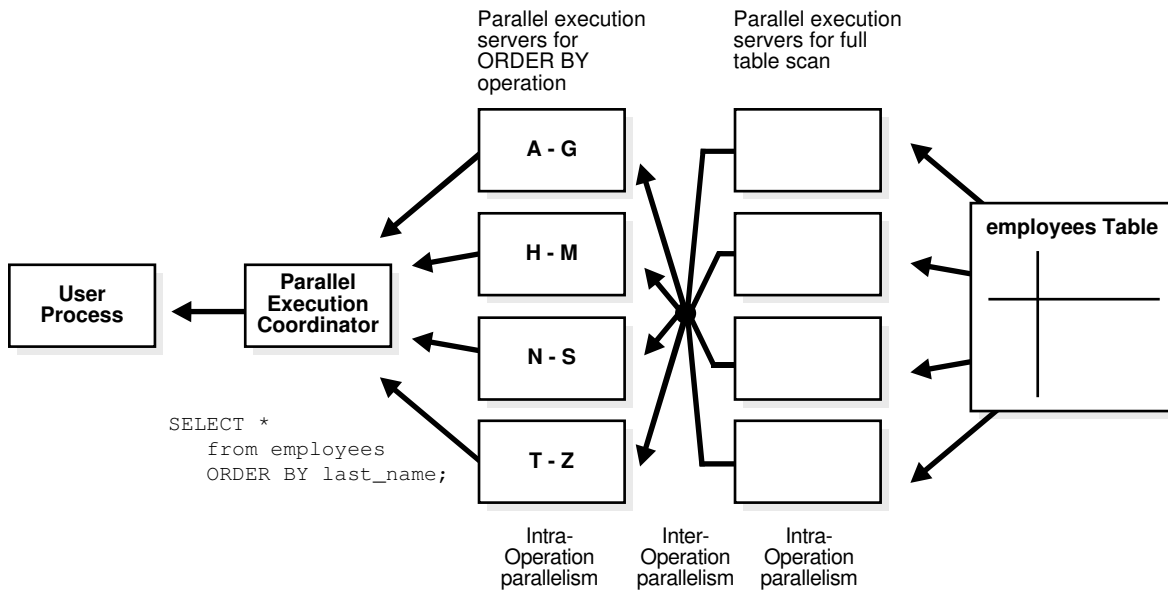 Parallel execution
servers for
ORDER BY
operation
Parallel execution
servers for full
table scan
A - G
H - M
N - S
T - Z
employees Table
User
Process
Parallel
Execution
Coordinator
SELECT *
from employees
ORDER BY last_name;
Intra-
Operation
parallelism
Inter-
Operation
parallelism
Intra-
Operation
parallelism